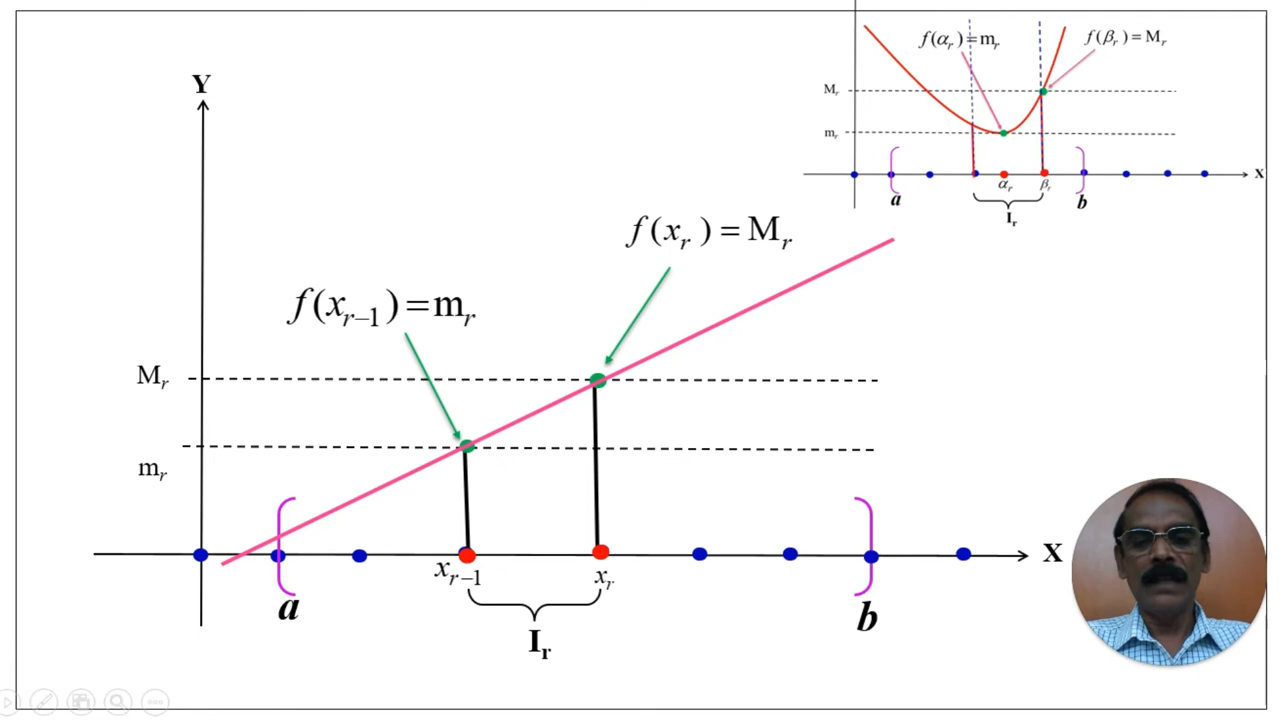 f(αᵣ)=mᵣ
f(βᵣ)=Mᵣ
Mᵣ
mᵣ
αᵣ βᵣ X
a b
Iᵣ
Y
f(xᵣ)=Mᵣ
f(xᵣ₋₁)=mᵣ
Mᵣ
mᵣ
X
xᵣ₋₁ xᵣ
a b
Iᵣ